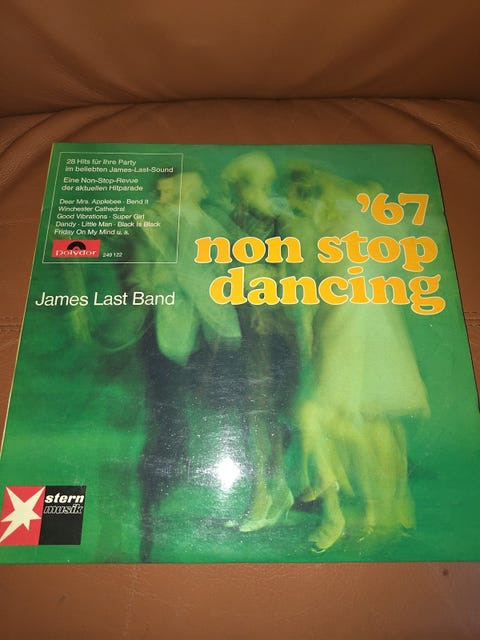 28 Hits für Ihre Party
im beliebten James-Last-Sound
Eine Non-Stop-Revue
der aktuellen Hitparade
Dear Mrs. Applebee · Bend It
Winchester Cathedral
Good Vibrations · Super Girl
Dandy · Little Man · Black is Black
Friday On My Mind u. a.
Polydor
249 122
'67
non stop
dancing
James Last Band
stern
musik